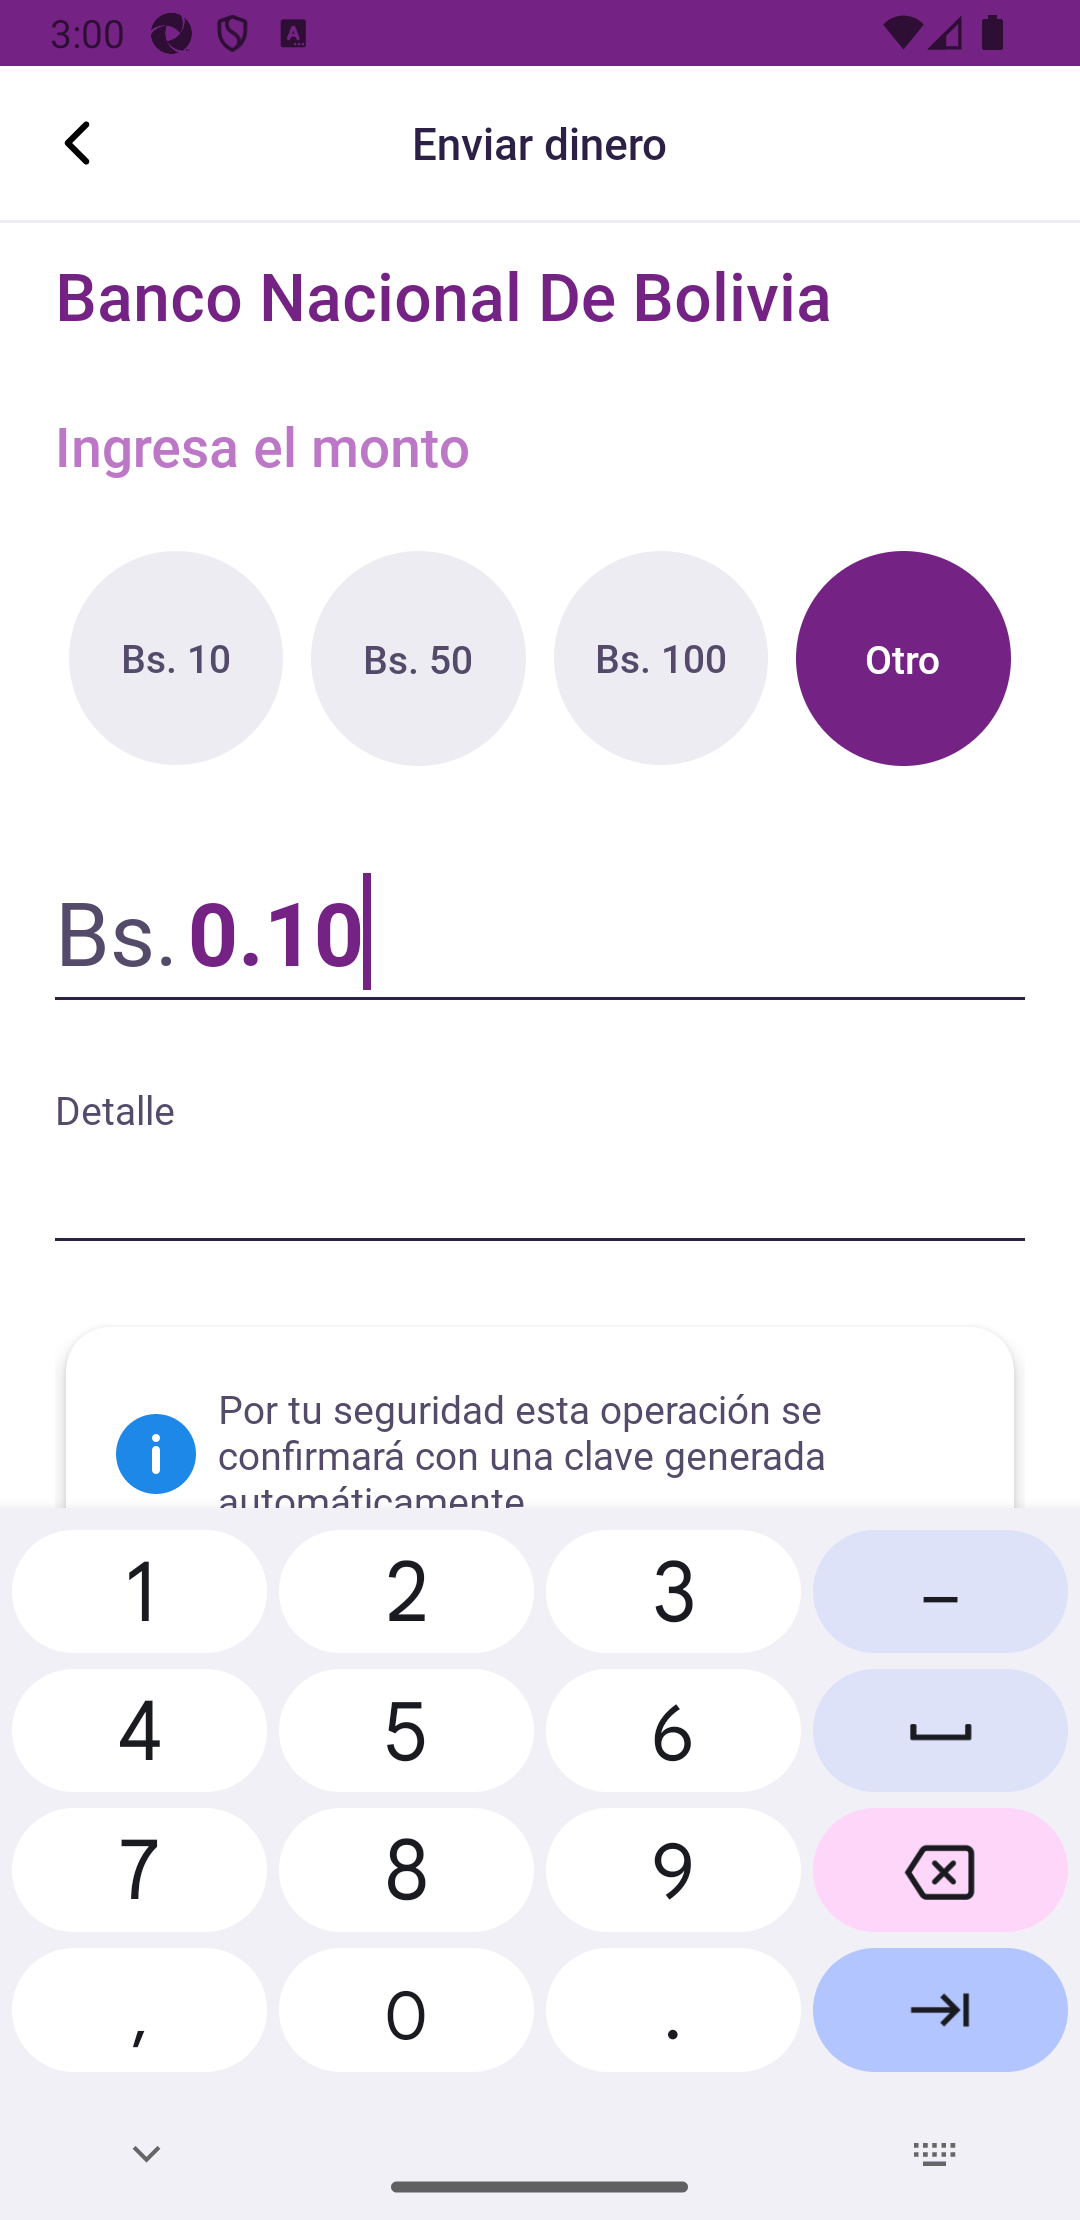 3:00
Enviar dinero
Banco Nacional De Bolivia
Ingresa el monto
Bs. 10
Bs. 50
Bs. 100
Otro
Bs. 0.10
Detalle
Por tu seguridad esta operación se
confirmará con una clave generada
automáticamente
1 2 3 –
4 5 6
7 8 9
, 0 .